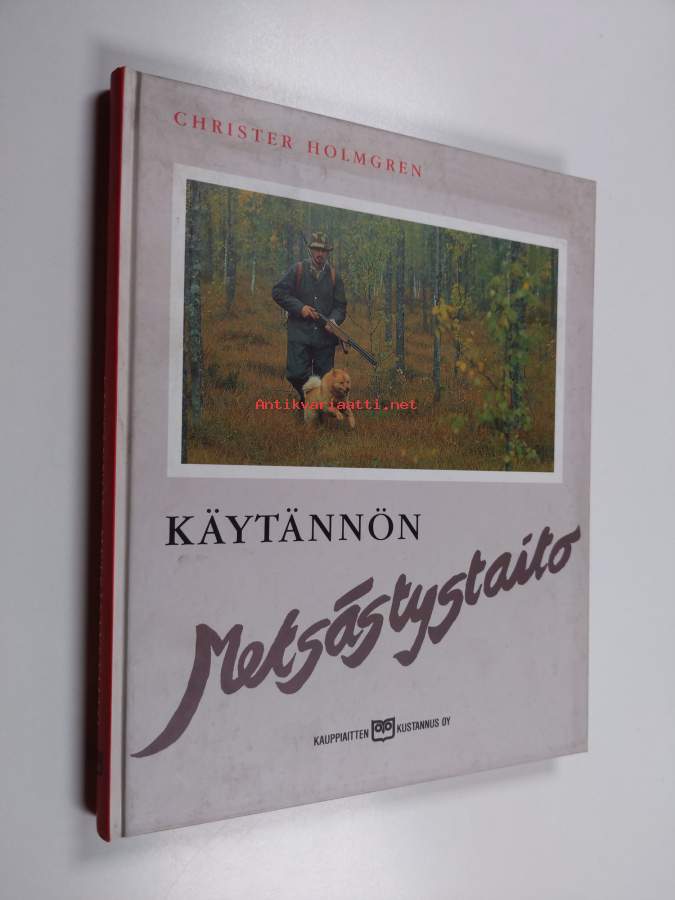 CHRISTER HOLMGREN
Antikvariaatti.net
KÄYTÄNNÖN
Metsästystaito
KAUPPIAITTEN KUSTANNUS OY